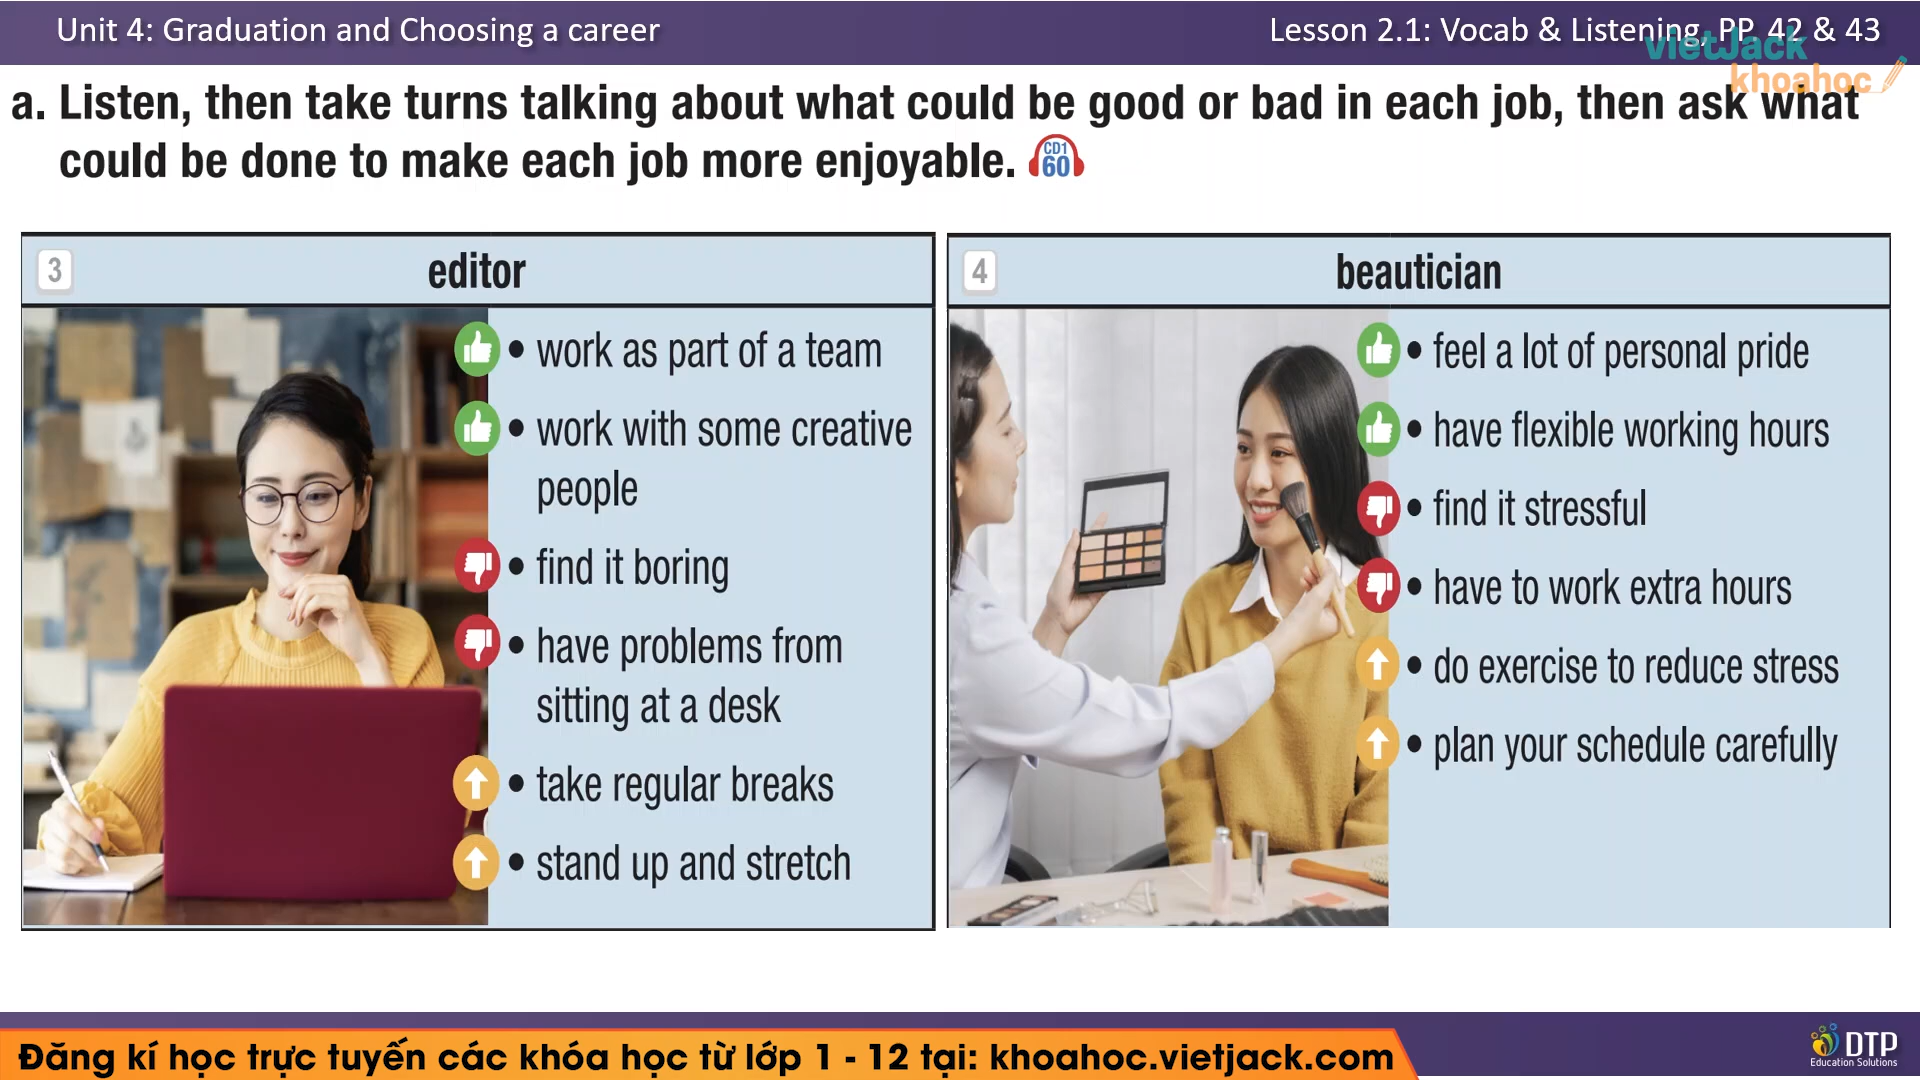 Unit 4: Graduation and Choosing a career
Lesson 2.1: Vocab & Listening, PP. 42 & 43
vietJack
khoahoc
a. Listen, then take turns talking about what could be good or bad in each job, then ask what
could be done to make each job more enjoyable.
CD1
60
3
editor
• work as part of a team
• work with some creative
people
• find it boring
• have problems from
sitting at a desk
• take regular breaks
• stand up and stretch
4
beautician
• feel a lot of personal pride
• have flexible working hours
• find it stressful
• have to work extra hours
• do exercise to reduce stress
• plan your schedule carefully
Đăng kí học trực tuyến các khóa học từ lớp 1 - 12 tại: khoahoc.vietjack.com
DTP
Education Solutions